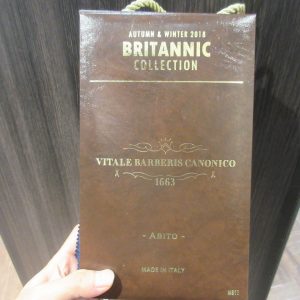 AUTUMN & WINTER 2018
BRITANNIC
COLLECTION
VITALE BARBERIS CANONICO
1663
- ABITO -
MADE IN ITALY